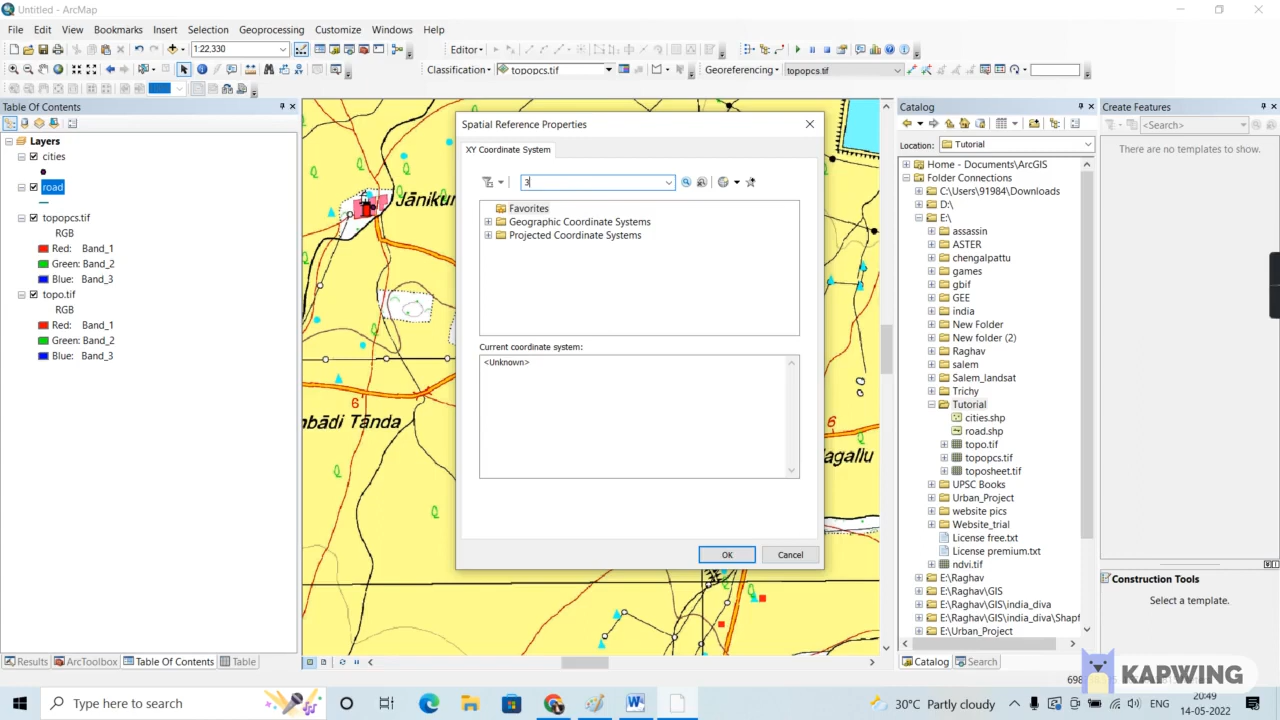 Untitled - ArcMap
File Edit View Bookmarks Insert Selection Geoprocessing Customize Windows Help
1:22,330
Editor
Classification
topopcs.tif
Georeferencing
topopcs.tif
Table Of Contents
Layers
cities
road
topopcs.tif
RGB
Red: Band_1
Green: Band_2
Blue: Band_3
topo.tif
RGB
Red: Band_1
Green: Band_2
Blue: Band_3
Jānikun
6
nbādi Tānda
6
agallu
Spatial Reference Properties
XY Coordinate System
3
Favorites
Geographic Coordinate Systems
Projected Coordinate Systems
Current coordinate system:
<Unknown>
OK
Cancel
Catalog
Location:
Tutorial
Home - Documents\ArcGIS
Folder Connections
C:\Users\91984\Documents
D:\
E:\
assassin
ASTER
chengalpattu
games
gbif
GEE
india
New Folder
New folder (2)
Raghav
salem
Salem_landsat
Trichy
Tutorial
cities.shp
road.shp
topo.tif
topopcs.tif
toposheet.tif
UPSC Books
Urban_Project
website pics
Website_trial
License free.txt
License premium.txt
ndvi.tif
E:\Raghav
E:\Raghav\GIS
E:\Raghav\GIS\india_diva
E:\Raghav\GIS\india_diva\Shapf
E:\Urban_Project
Create Features
<Search>
There are no templates to show.
Construction Tools
Select a template.
Results
ArcToolbox
Table Of Contents
Table
Catalog
Search
KAPWING
Type here to search
30°C Partly cloudy
ENG
20:49
14-05-2022